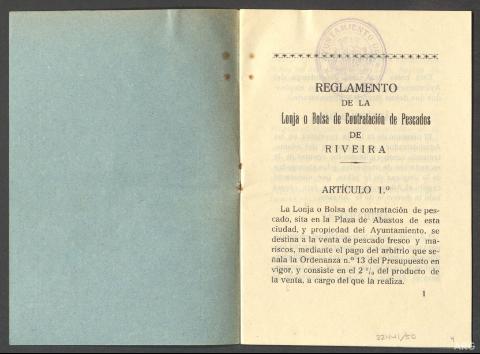 AYUNTAMIENTO
REGLAMENTO
DE LA
Lonja o Bolsa de Contratación de Pescados
DE
RIVEIRA
ARTÍCULO 1.º
La Lonja o Bolsa de contratación de pes-
cado, sita en la Plaza de Abastos de esta
ciudad, y propiedad del Ayuntamiento, se
destina a la venta de pescado fresco y ma-
riscos, mediante el pago del arbitrio que se-
ñala la Ordenanza n.º 13 del Presupuesto en
vigor, y consiste en el 2 % del producto de
la venta, a cargo del que la realiza.
1